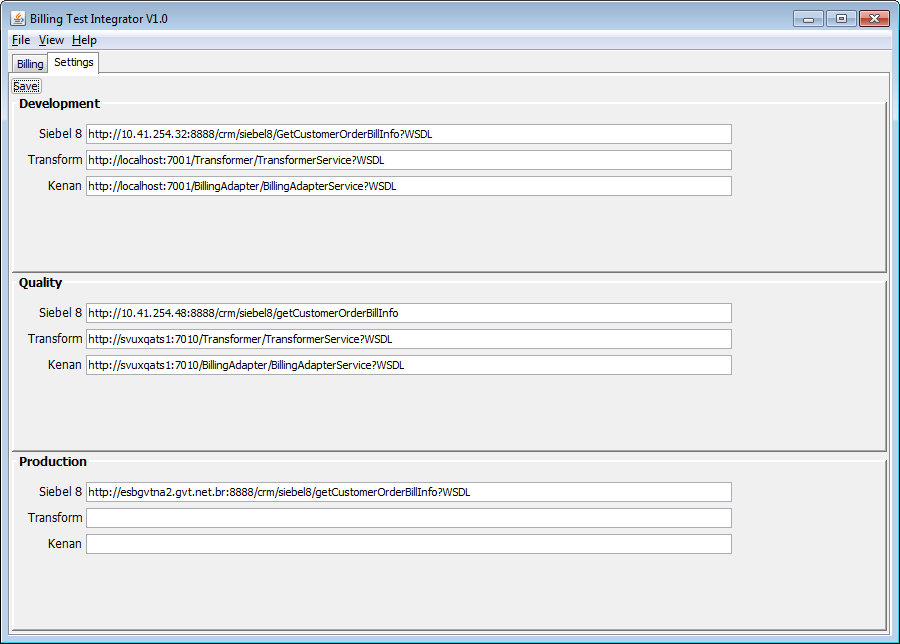 Billing Test Integrator V1.0
File View Help
Billing Settings
Save
Development
Siebel 8 http://10.41.254.32:8888/crm/siebel8/GetCustomerOrderBillInfo?WSDL
Transform http://localhost:7001/Transformer/TransformerService?WSDL
Kenan http://localhost:7001/BillingAdapter/BillingAdapterService?WSDL
Quality
Siebel 8 http://10.41.254.48:8888/crm/siebel8/getCustomerOrderBillInfo
Transform http://svuxqats1:7010/Transformer/TransformerService?WSDL
Kenan http://svuxqats1:7010/BillingAdapter/BillingAdapterService?WSDL
Production
Siebel 8 http://esbgvtna2.gvt.net.br:8888/crm/siebel8/getCustomerOrderBillInfo?WSDL
Transform
Kenan